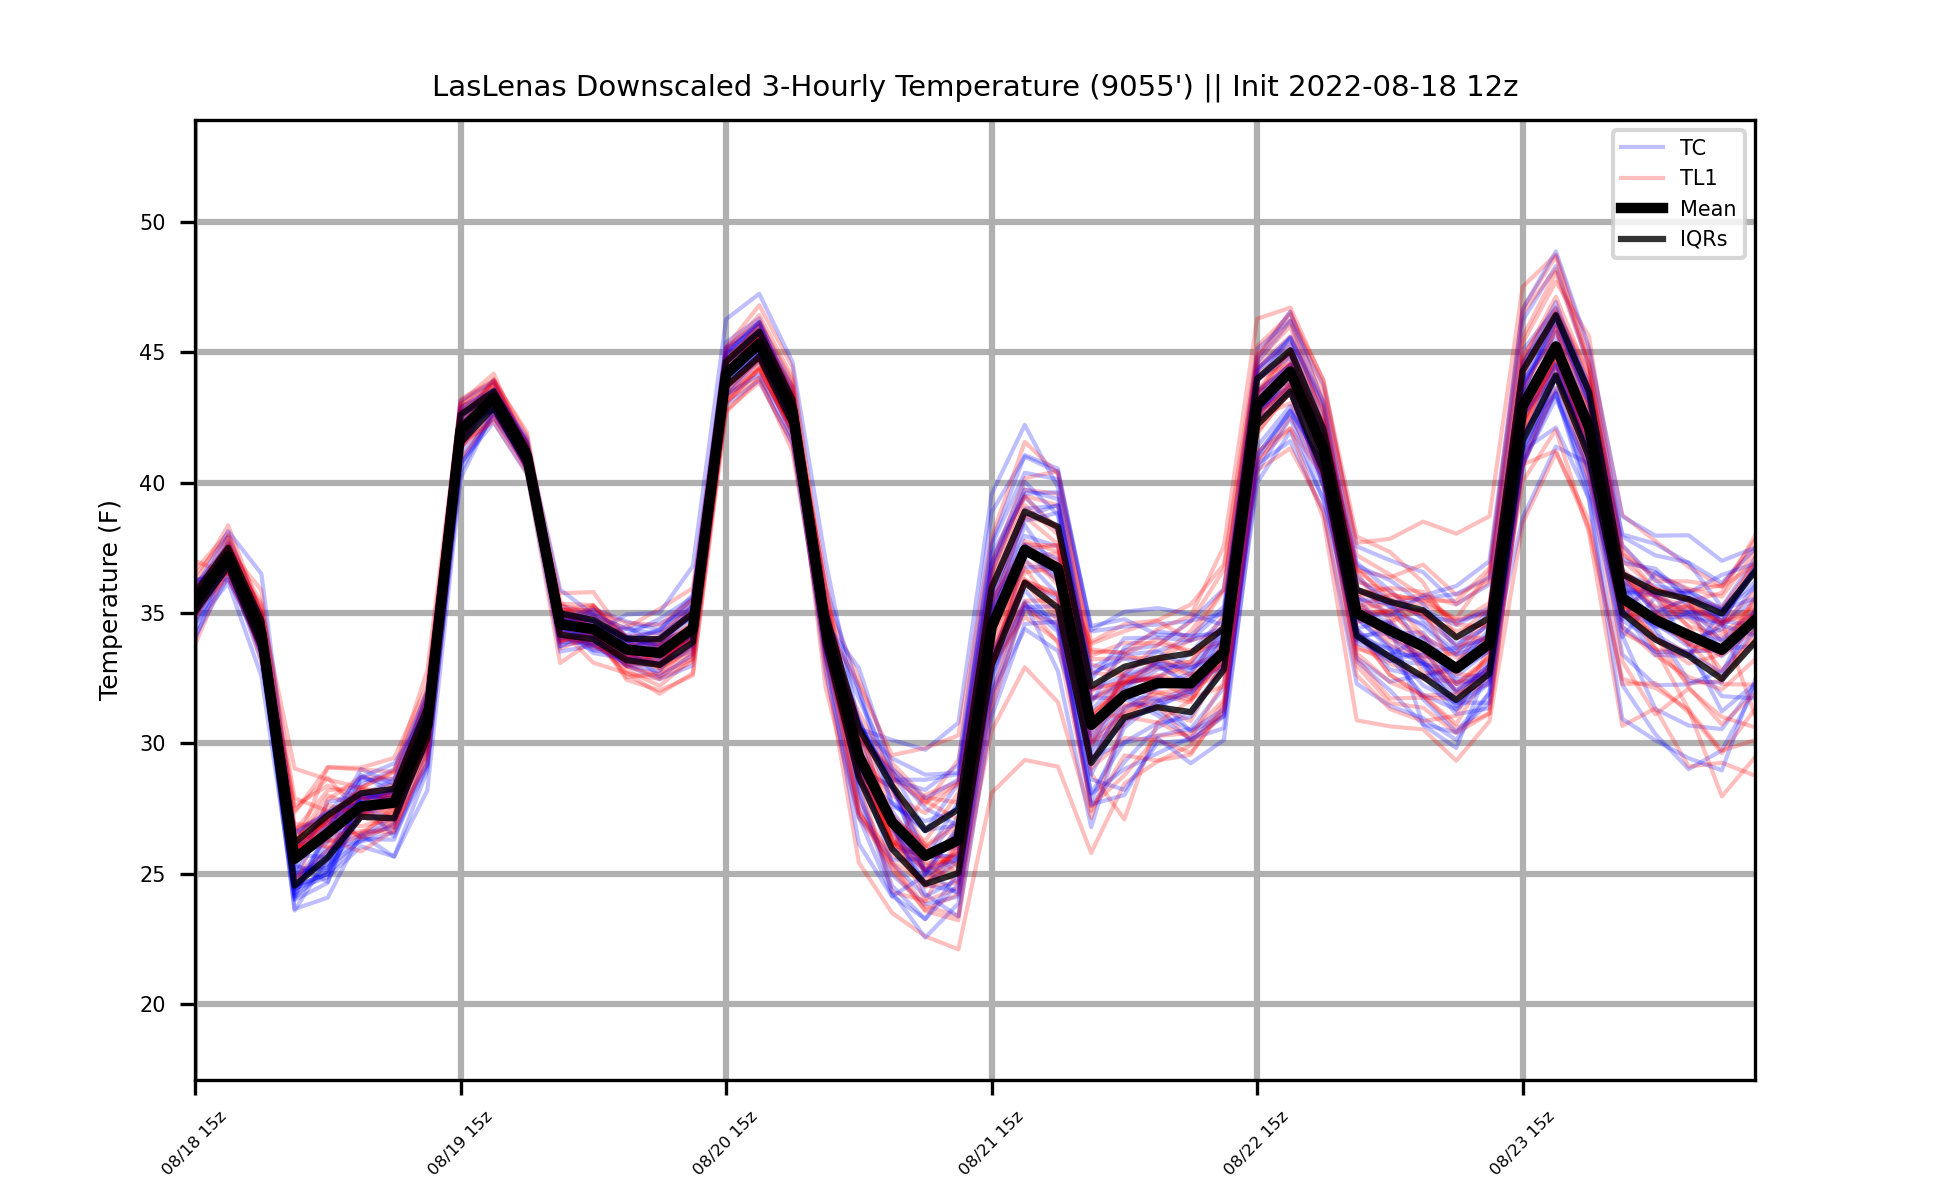 LasLenas Downscaled 3-Hourly Temperature (9055') || Init 2022-08-18 12z
TC
TL1
Mean
IQRs
Temperature (F)
50
45
40
35
30
25
20
08/18 15z
08/19 15z
08/20 15z
08/21 15z
08/22 15z
08/23 15z